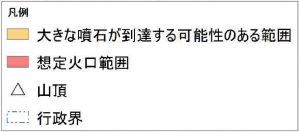 凡例
大きな噴石が到達する可能性のある範囲
想定火口範囲
山頂
行政界